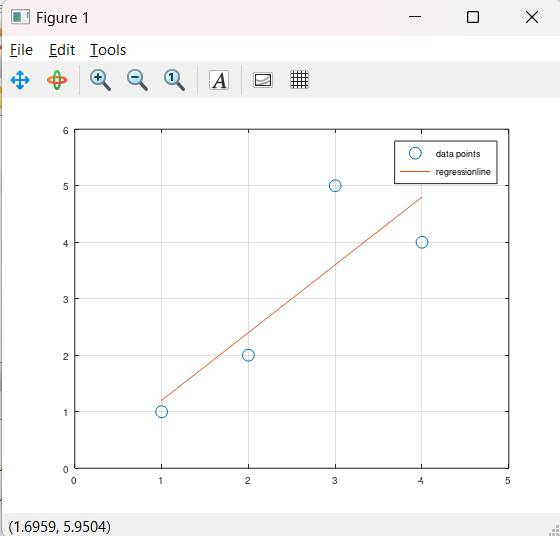 Figure 1
File Edit Tools
1 A
6
data points
regressionline
5
4
3
2
1
0
0 1 2 3 4 5
(1.6959, 5.9504)